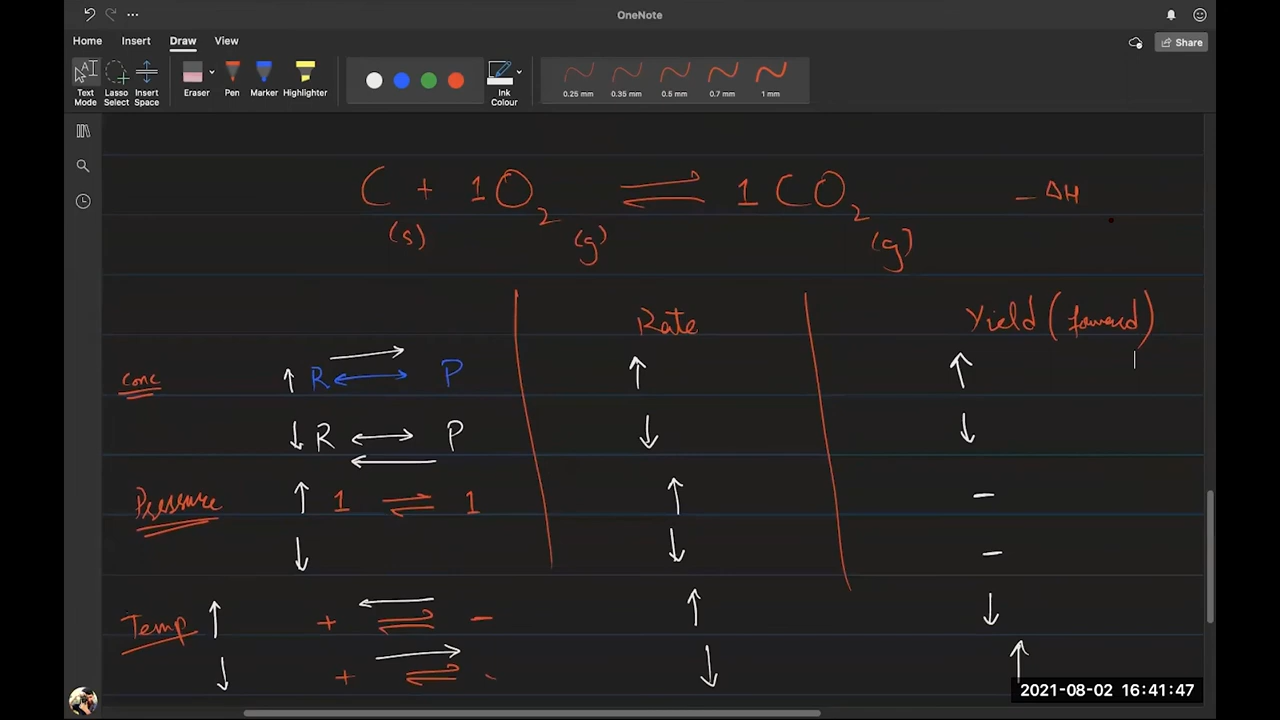 OneNote
Home Insert Draw View
Share
Text Mode
Lasso Select
Insert Space
Eraser
Pen
Marker
Highlighter
Ink Colour
0.25 mm 0.35 mm 0.5 mm 0.7 mm 1 mm
C + 1O₂ ⇌ 1CO₂ -ΔH
(s) (g) (g)
Rate Yield (forward)
Conc ↑ R ↔ P ↑ ↑
→
↓ R ↔ P ↓ ↓
←
Pressure ↑ 1 ⇌ 1 ↑ -
↓ ↓ -
Temp ↑ + ⇌ - ↑ ↓
←
↓ + ⇌ - ↓ ↑
→
2021-08-02 16:41:47